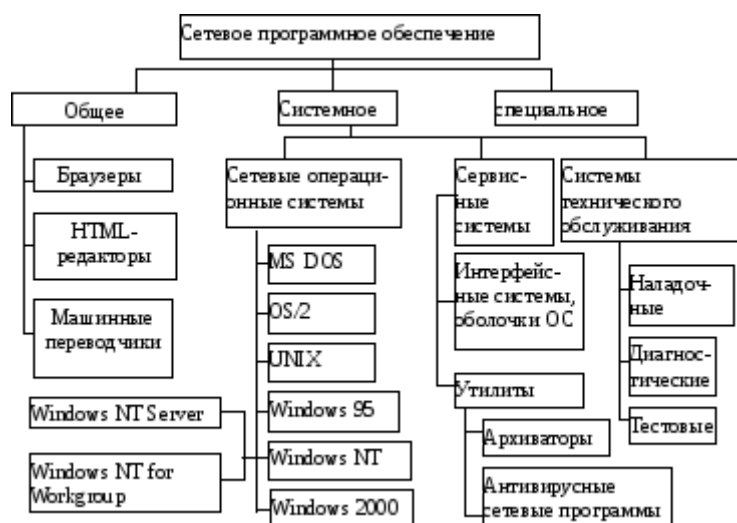 Сетевое программное обеспечение
Общее
Системное
специальное
Браузеры
HTML-
редакторы
Машинные
переводчики
Сетевые операци-
онные системы
MS DOS
OS/2
UNIX
Windows 95
Windows NT
Windows 2000
Windows NT Server
Windows NT for
Workgroup
Сервис-
ные
системы
Интерфейс-
ные системы,
оболочки ОС
Утилиты
Архиваторы
Антивирусные
сетевые программы
Системы
технического
обслуживания
Наладоч-
ные
Диагнос-
тические
Тестовые